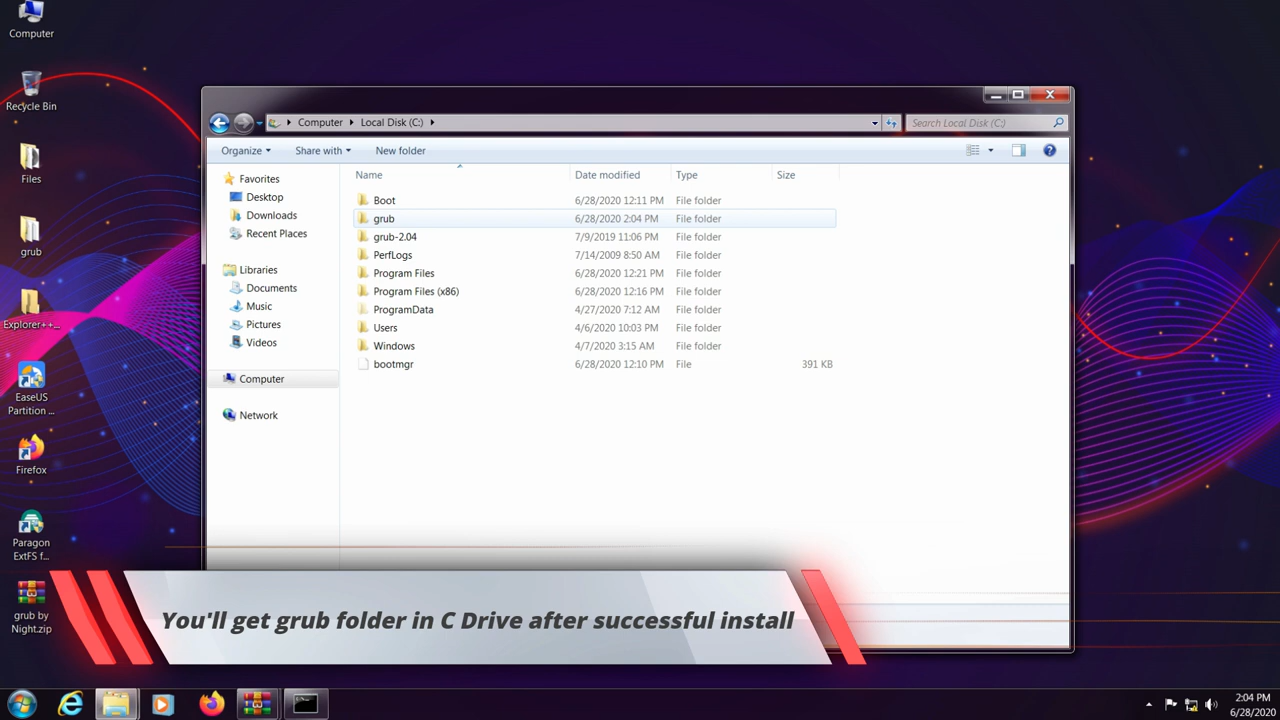 Computer
Recycle Bin
Files
grub
Explorer++...
EaseUS
Partition ...
Firefox
Paragon
ExtFS f...
grub by
Night.zip
Computer Local Disk (C:)
Search Local Disk (C:)
Organize Share with New folder
Favorites
Desktop
Downloads
Recent Places
Libraries
Documents
Music
Pictures
Videos
Computer
Network
Name Date modified Type Size
Boot 6/28/2020 12:11 PM File folder
grub 6/28/2020 2:04 PM File folder
grub-2.04 7/9/2019 11:06 PM File folder
PerfLogs 7/14/2009 8:50 AM File folder
Program Files 6/28/2020 12:21 PM File folder
Program Files (x86) 6/28/2020 12:16 PM File folder
ProgramData 4/27/2020 7:12 AM File folder
Users 4/6/2020 10:03 PM File folder
Windows 4/7/2020 3:15 AM File folder
bootmgr 6/28/2020 12:10 PM File 391 KB
You'll get grub folder in C Drive after successful install
2:04 PM
6/28/2020